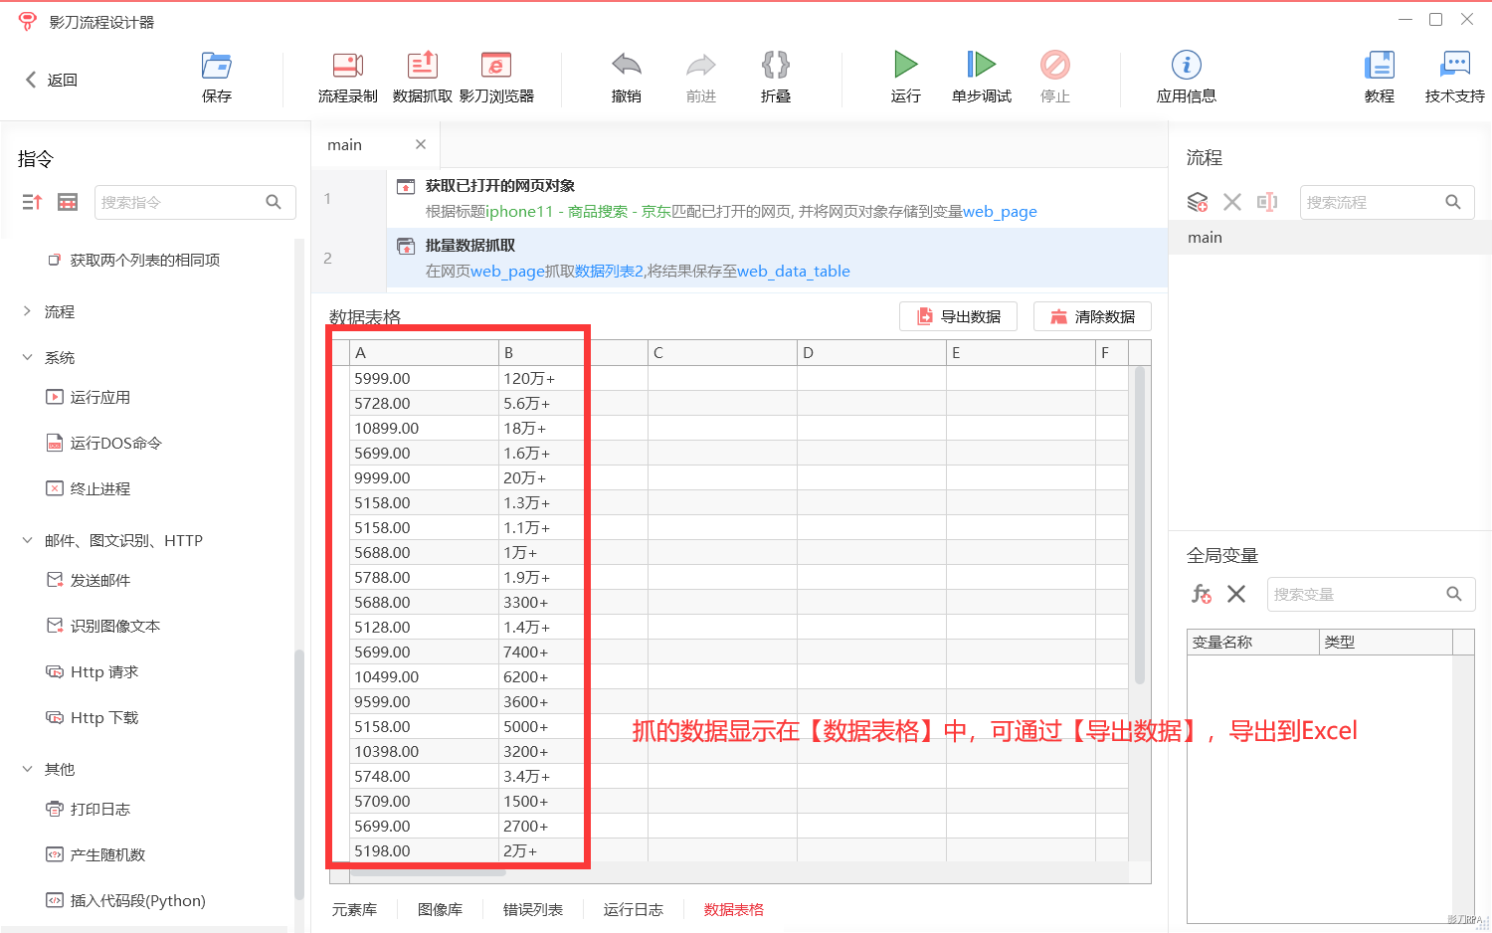 影刀流程设计器
返回
保存
流程录制
数据抓取
影刀浏览器
撤销
前进
折叠
运行
单步调试
停止
应用信息
教程
技术支持
指令
搜索指令
获取两个列表的相同项
流程
系统
运行应用
运行DOS命令
终止进程
邮件、图文识别、HTTP
发送邮件
识别图像文本
Http 请求
Http 下载
其他
打印日志
产生随机数
插入代码段(Python)
main
1
获取已打开的网页对象
根据标题iphone11 - 商品搜索 - 京东匹配已打开的网页, 并将网页对象存储到变量web_page
2
批量数据抓取
在网页web_page抓取数据列表2,将结果保存至web_data_table
数据表格
导出数据
清除数据
A B C D E F
5999.00 120万+
5728.00 5.6万+
10899.00 18万+
5699.00 1.6万+
9999.00 20万+
5158.00 1.3万+
5158.00 1.1万+
5688.00 1万+
5788.00 1.9万+
5688.00 3300+
5128.00 1.4万+
5699.00 7400+
10499.00 6200+
9599.00 3600+
5158.00 5000+
10398.00 3200+
5748.00 3.4万+
5709.00 1500+
5699.00 2700+
5198.00 2万+
抓的数据显示在【数据表格】中，可通过【导出数据】，导出到Excel
元素库
图像库
错误列表
运行日志
数据表格
流程
搜索流程
main
全局变量
搜索变量
变量名称 类型
影刀RPA